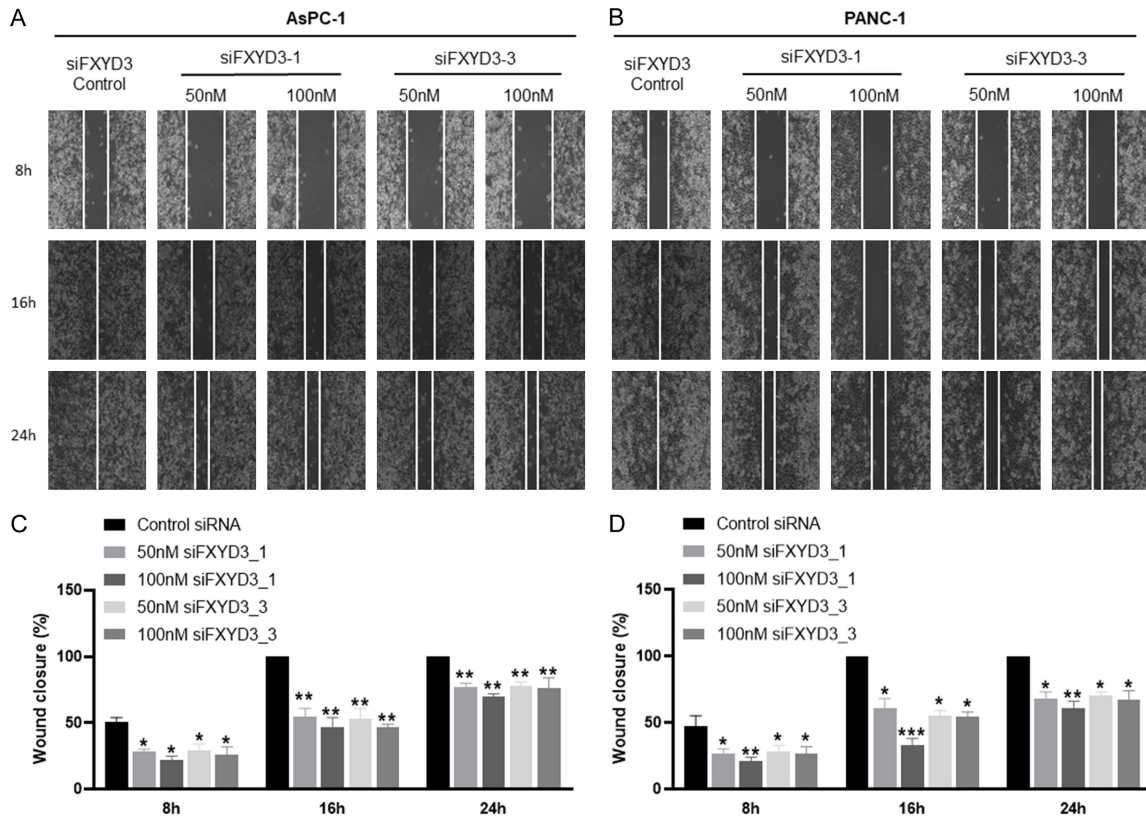 A
AsPC-1
siFXYD3
Control
siFXYD3-1
siFXYD3-3
50nM
100nM
50nM
100nM
8h
16h
24h
B
PANC-1
siFXYD3
Control
siFXYD3-1
siFXYD3-3
50nM
100nM
50nM
100nM
C
Control siRNA
50nM siFXYD3_1
100nM siFXYD3_1
50nM siFXYD3_3
100nM siFXYD3_3
Wound closure (%)
150
100
50
0
* * * *
** ** ** **
** ** ** **
8h 16h 24h
D
Control siRNA
50nM siFXYD3_1
100nM siFXYD3_1
50nM siFXYD3_3
100nM siFXYD3_3
Wound closure (%)
150
100
50
0
* ** * *
* *** * *
* ** * *
8h 16h 24h